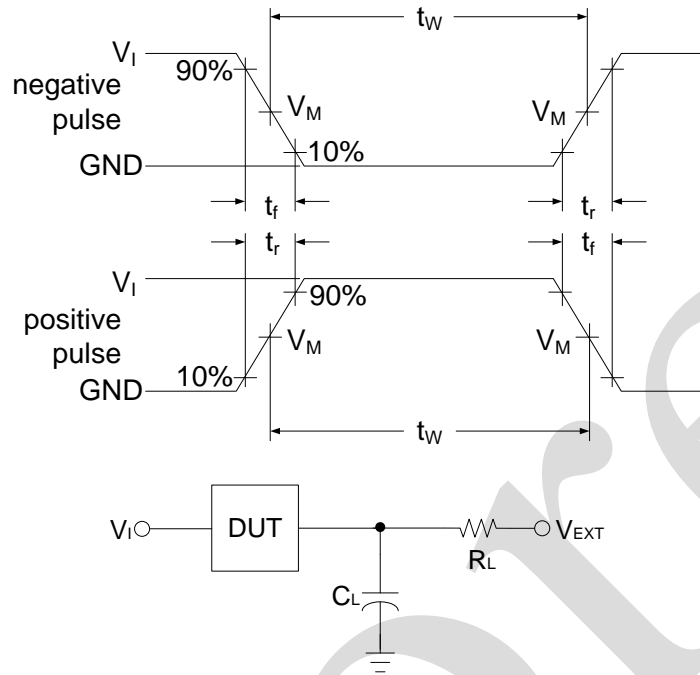 tW
VI
90%
negative
pulse
VM
VM
10%
GND
tf
tr
tr
tf
VI
90%
positive
pulse
VM
VM
10%
GND
tW
VI
DUT
VEXT
RL
CL